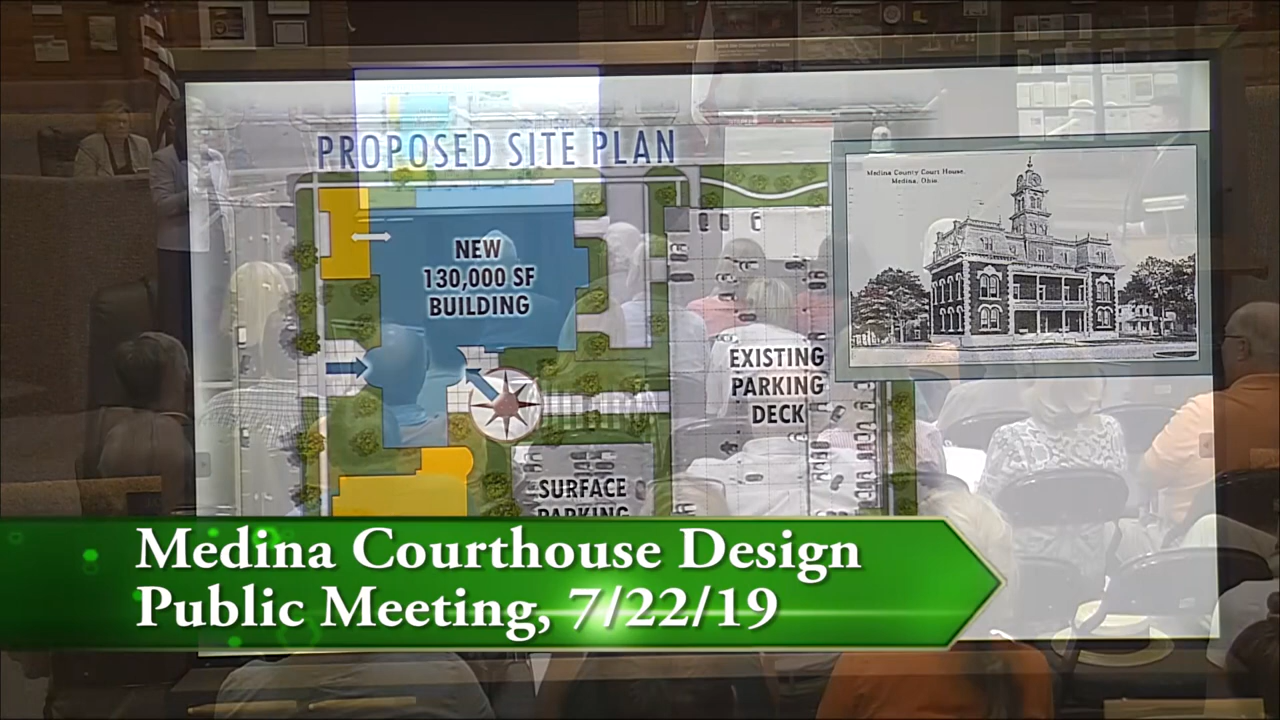 PROPOSED SITE PLAN
Medina County Court House,
Medina, Ohio
NEW
130,000 SF
BUILDING
EXISTING
PARKING
DECK
SURFACE
PARKING
Medina Courthouse Design
Public Meeting, 7/22/19